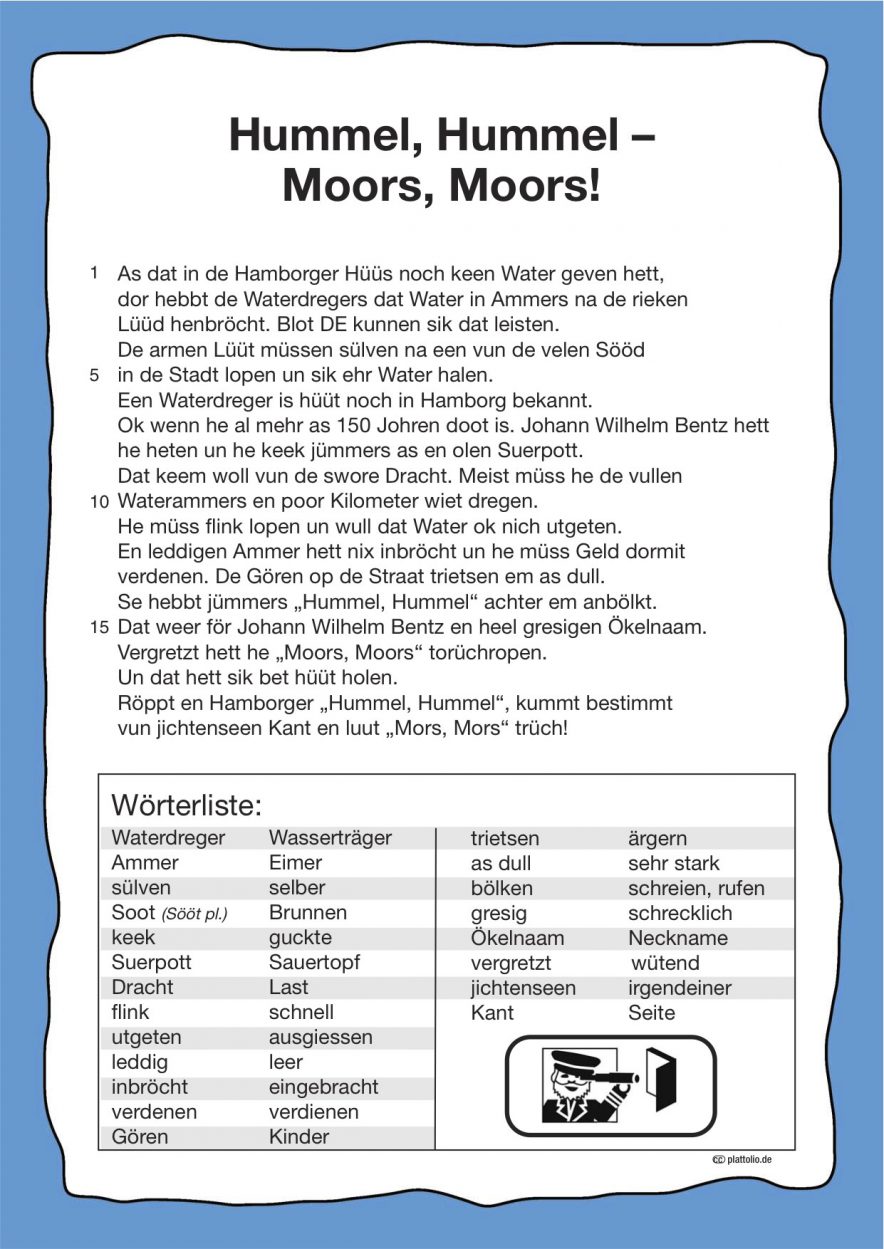 Hummel, Hummel –
Moors, Moors!
1 As dat in de Hamborger Hüüs noch keen Water geven hett,
dor hebbt de Waterdregers dat Water in Ammers na de rieken
Lüüd henbröcht. Blot DE kunnen sik dat leisten.
De armen Lüüt müssen sülven na een vun de velen Sööd
5 in de Stadt lopen un sik ehr Water halen.
Een Waterdreger is hüüt noch in Hamborg bekannt.
Ok wenn he al mehr as 150 Johren doot is. Johann Wilhelm Bentz hett
he heten un he keek jümmers as en olen Suerpott.
Dat keem woll vun de swore Dracht. Meist müss he de vullen
10 Waterammers en poor Kilometer wiet dregen.
He müss flink lopen un wull dat Water ok nich utgeten.
En leddigen Ammer hett nix inbröcht un he müss Geld dormit
verdenen. De Gören op de Straat trietsen em as dull.
Se hebbt jümmers „Hummel, Hummel“ achter em anbölkt.
15 Dat weer för Johann Wilhelm Bentz en heel gresigen Ökelnaam.
Vergretzt hett he „Moors, Moors“ torüchropen.
Un dat hett sik bet hüüt holen.
Röppt en Hamborger „Hummel, Hummel“, kummt bestimmt
vun jichtenseen Kant en luut „Mors, Mors“ trüch!
Wörterliste:
Waterdreger Wasserträger
Ammer Eimer
sülven selber
Soot (Sööt pl.) Brunnen
keek guckte
Suerpott Sauertopf
Dracht Last
flink schnell
utgeten ausgiessen
leddig leer
inbröcht eingebracht
verdenen verdienen
Gören Kinder
trietsen ärgern
as dull sehr stark
bölken schreien, rufen
gresig schrecklich
Ökelnaam Neckname
vergretzt wütend
jichtenseen irgendeiner
Kant Seite
cc plattolio.de